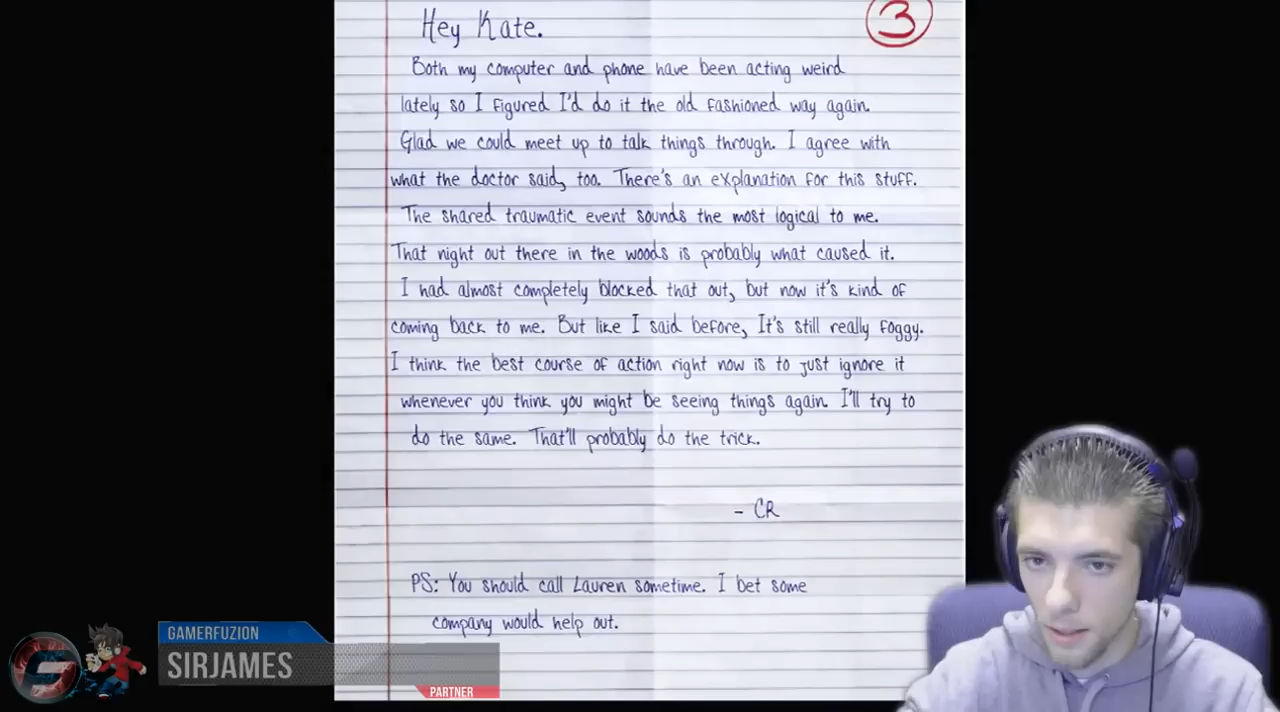 Hey Kate.
3
Both my computer and phone have been acting weird
lately so I figured I'd do it the old fashioned way again.
Glad we could meet up to talk things through. I agree with
what the doctor said, too. There's an explanation for this stuff.
The shared traumatic event sounds the most logical to me.
That night out there in the woods is probably what caused it.
I had almost completely blocked that out, but now it's kind of
coming back to me. But like I said before, It's still really foggy.
I think the best course of action right now is to just ignore it
whenever you think you might be seeing things again. I'll try to
do the same. That'll probably do the trick.
- CR
PS: You should call Lauren sometime. I bet some
company would help out.
GAMERFUZION
SIRJAMES
PARTNER